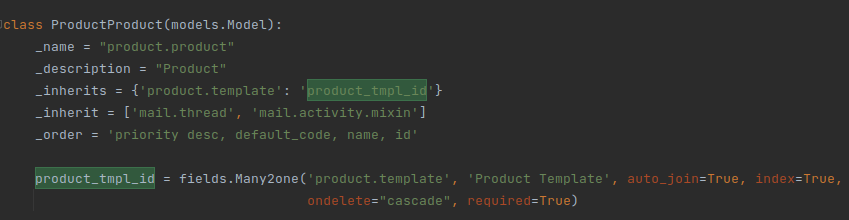 class ProductProduct(models.Model):
_name = "product.product"
_description = "Product"
_inherits = {'product.template': 'product_tmpl_id'}
_inherit = ['mail.thread', 'mail.activity.mixin']
_order = 'priority desc, default_code, name, id'
product_tmpl_id = fields.Many2one('product.template', 'Product Template', auto_join=True, index=True,
ondelete="cascade", required=True)